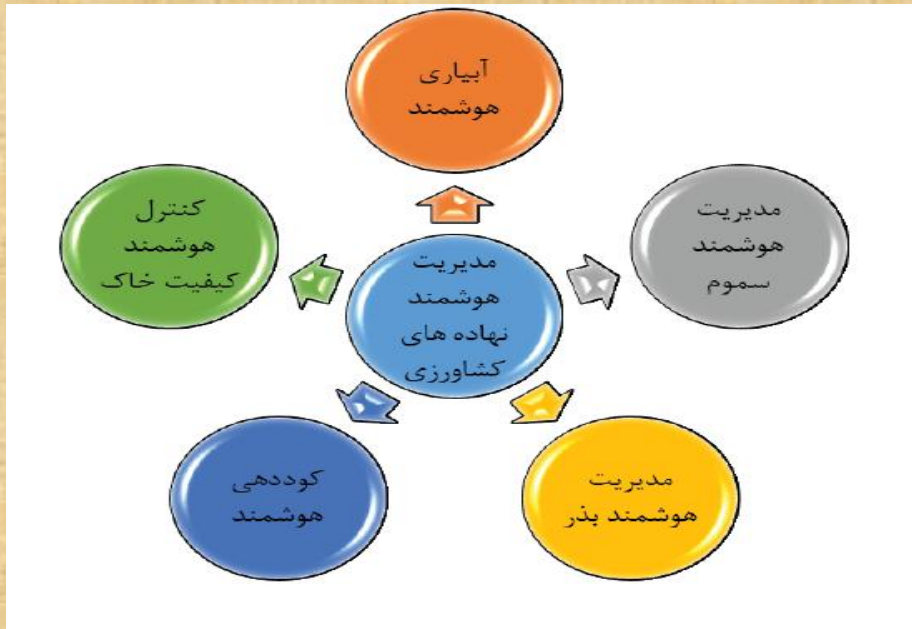 آبیاری
هوشمند
مدیریت
هوشمند
سموم
مدیریت
هوشمند بذر
کوددهی
هوشمند
کنترل
هوشمند
کیفیت خاک
مدیریت
هوشمند
نهاده های
کشاورزی